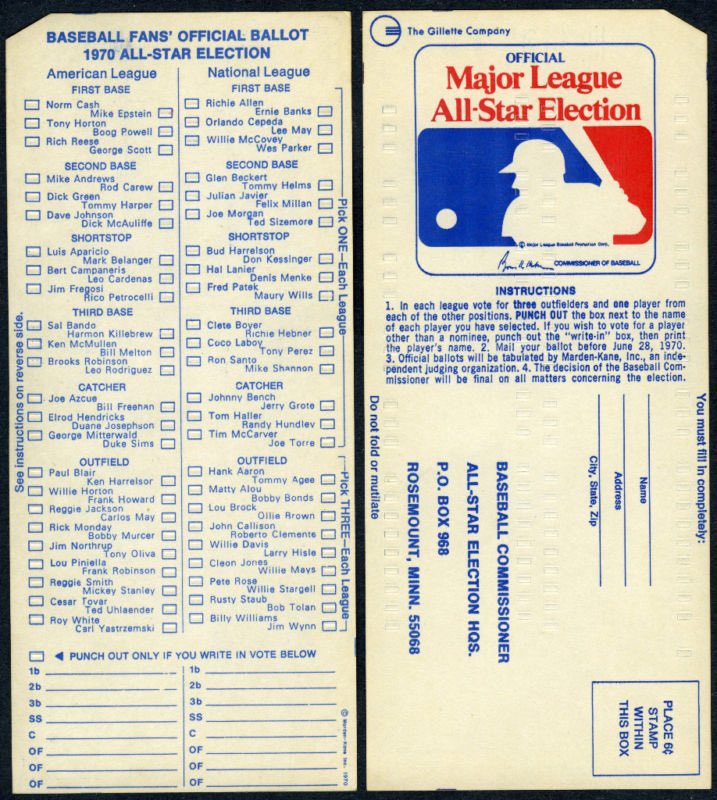 BASEBALL FANS' OFFICIAL BALLOT
1970 ALL-STAR ELECTION
American League
FIRST BASE
Norm Cash
Mike Epstein
Tony Horton
Boog Powell
Rich Reese
George Scott
SECOND BASE
Mike Andrews
Rod Carew
Dick Green
Tommy Harper
Dave Johnson
Dick McAuliffe
SHORTSTOP
Luis Aparicio
Mark Belanger
Bert Campaneris
Leo Cardenas
Jim Fregosi
Rico Petrocelli
THIRD BASE
Sal Bando
Harmon Killebrew
Ken McMullen
Bill Melton
Brooks Robinson
Leo Rodriguez
CATCHER
Joe Azcue
Bill Freehan
Elrod Hendricks
Duane Josephson
George Mitterwald
Duke Sims
OUTFIELD
Paul Blair
Ken Harrelson
Willie Horton
Frank Howard
Reggie Jackson
Carlos May
Rick Monday
Bobby Murcer
Jim Northrup
Tony Oliva
Lou Piniella
Frank Robinson
Reggie Smith
Mickey Stanley
Cesar Tovar
Ted Uhlaender
Roy White
Carl Yastrzemski
National League
FIRST BASE
Richie Allen
Ernie Banks
Orlando Cepeda
Lee May
Willie McCovey
Wes Parker
SECOND BASE
Glen Beckert
Tommy Helms
Julian Javier
Felix Millan
Joe Morgan
Ted Sizemore
SHORTSTOP
Bud Harrelson
Don Kessinger
Hal Lanier
Denis Menke
Fred Patek
Maury Wills
THIRD BASE
Clete Boyer
Richie Hebner
Coco Laboy
Tony Perez
Ron Santo
Mike Shannon
CATCHER
Johnny Bench
Jerry Grote
Tom Haller
Randy Hundley
Tim McCarver
Joe Torre
OUTFIELD
Hank Aaron
Tommy Agee
Matty Alou
Bobby Bonds
Lou Brock
Ollie Brown
John Callison
Roberto Clemente
Willie Davis
Larry Hisle
Cleon Jones
Willie Mays
Pete Rose
Willie Stargell
Rusty Staub
Bob Tolan
Billy Williams
Jim Wynn
See instructions on reverse side.
Pick ONE—Each League
Pick THREE—Each League
◄ PUNCH OUT ONLY IF YOU WRITE IN VOTE BELOW
1b 1b
2b 2b
3b 3b
SS SS
C C
OF OF
OF OF
OF OF
© Marden-Kane Inc. 1970
The Gillette Company
OFFICIAL
Major League
All-Star Election
© Major League Baseball Promotion Corp.
COMMISSIONER OF BASEBALL
INSTRUCTIONS
1. In each league vote for three outfielders and one player from
each of the other positions. PUNCH OUT the box next to the name
of each player you have selected. If you wish to vote for a player
other than a nominee, punch out the "write-in" box, then print
the player's name. 2. Mail your ballot before June 28, 1970.
3. Official ballots will be tabulated by Marden-Kane, Inc., an inde-
pendent judging organization. 4. The decision of the Baseball Com-
missioner will be final on all matters concerning the election.
You must fill in completely:
Name
Address
City, State, Zip
BASEBALL COMMISSIONER
ALL-STAR ELECTION HQS.
P.O. BOX 968
ROSEMOUNT, MINN. 55068
Do not fold or mutilate
PLACE 6¢
STAMP
WITHIN
THIS BOX